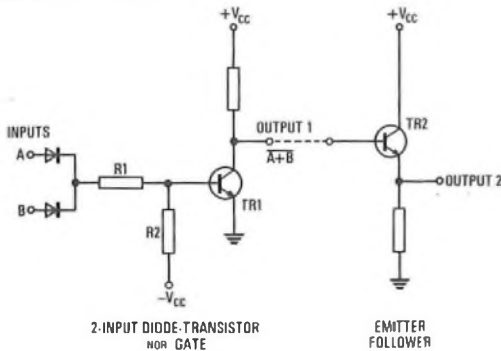 +VCC
+VCC
TR2
INPUTS
OUTPUT 1
A
R1
A+B
OUTPUT 2
TR1
B
R2
−VCC
2-INPUT DIODE-TRANSISTOR
NOR GATE
EMITTER
FOLLOWER